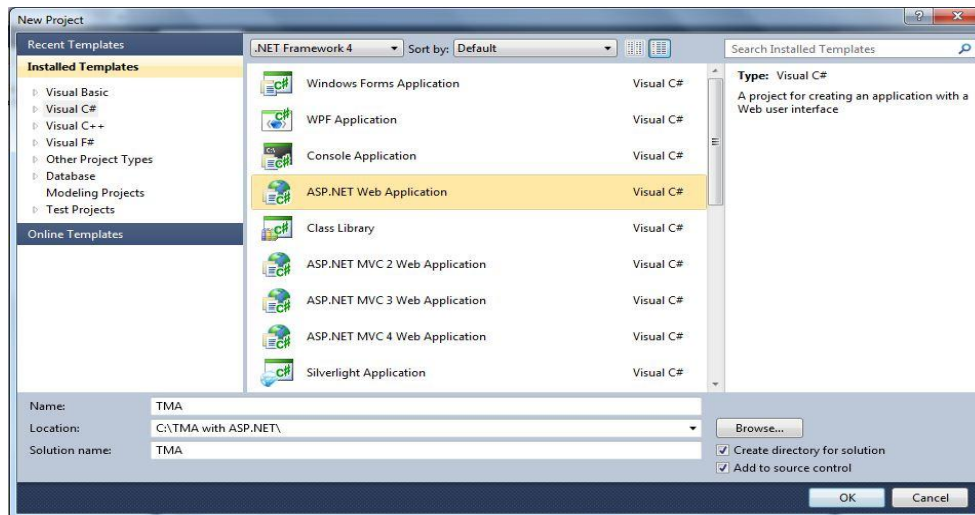 New Project
Recent Templates
Installed Templates
Visual Basic
Visual C#
Visual C++
Visual F#
Other Project Types
Database
Modeling Projects
Test Projects
Online Templates
.NET Framework 4
Sort by: Default
Windows Forms Application Visual C#
WPF Application Visual C#
Console Application Visual C#
ASP.NET Web Application Visual C#
Class Library Visual C#
ASP.NET MVC 2 Web Application Visual C#
ASP.NET MVC 3 Web Application Visual C#
ASP.NET MVC 4 Web Application Visual C#
Silverlight Application Visual C#
Search Installed Templates
Type: Visual C#
A project for creating an application with a
Web user interface
Name: TMA
Location: C:\TMA with ASP.NET\
Browse...
Solution name: TMA
Create directory for solution
Add to source control
OK Cancel